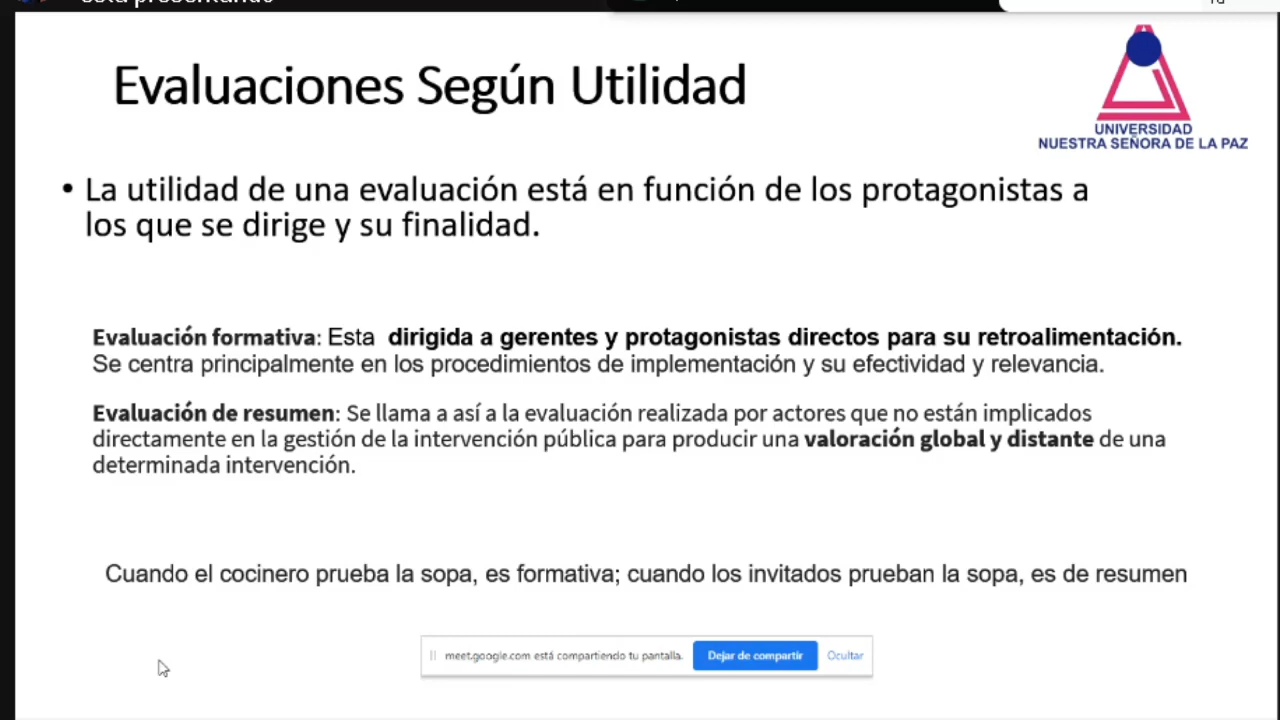 está presentando
Evaluaciones Según Utilidad
UNIVERSIDAD
NUESTRA SEÑORA DE LA PAZ
• La utilidad de una evaluación está en función de los protagonistas a
los que se dirige y su finalidad.
Evaluación formativa: Esta dirigida a gerentes y protagonistas directos para su retroalimentación.
Se centra principalmente en los procedimientos de implementación y su efectividad y relevancia.
Evaluación de resumen: Se llama a así a la evaluación realizada por actores que no están implicados
directamente en la gestión de la intervención pública para producir una valoración global y distante de una
determinada intervención.
Cuando el cocinero prueba la sopa, es formativa; cuando los invitados prueban la sopa, es de resumen
meet.google.com está compartiendo tu pantalla. Dejar de compartir Ocultar